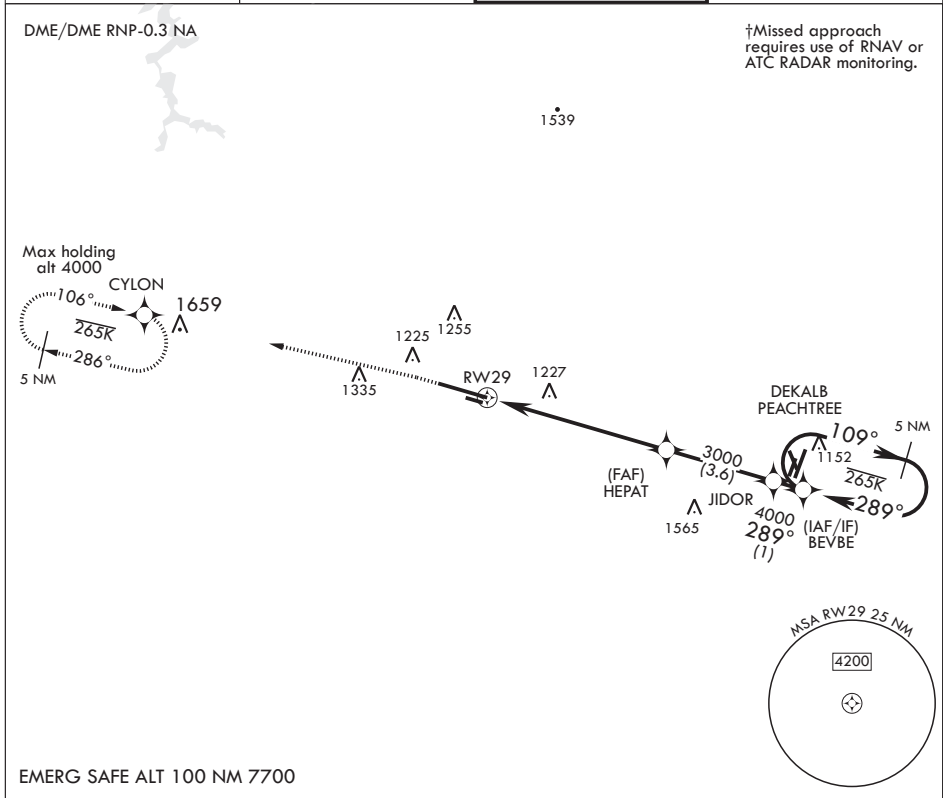 DME/DME RNP-0.3 NA
†Missed approach
requires use of RNAV or
ATC RADAR monitoring.
1539
Max holding
alt 4000
CYLON
106°
265K
286°
5 NM
1659
1225
1255
1335
RW29
1227
DEKALB
PEACHTREE
109°
5 NM
1152
265K
289°
3000
(3.6)
(FAF)
HEPAT
JIDOR
1565
4000
289°
(1)
(IAF/IF)
BEVBE
MSA RW29 25 NM
4200
EMERG SAFE ALT 100 NM 7700